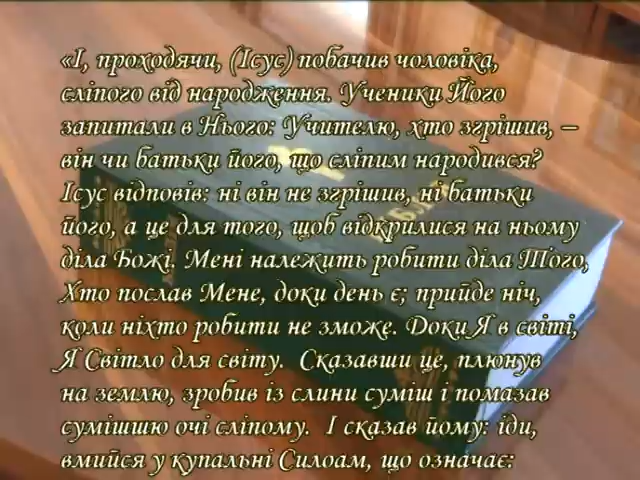 «І, проходячи, (Ісус) побачив чоловіка,
сліпого від народження. Ученики Його
запитали в Нього: Учителю, хто згрішив, –
він чи батьки його, що сліпим народився?
Ісус відповів: ні він не згрішив, ні батьки
його, а це для того, щоб відкрилися на ньому
діла Божі. Мені належить робити діла Того,
Хто послав Мене, доки день є; прийде ніч,
коли ніхто робити не зможе. Доки Я в світі,
Я Світло для світу. Сказавши це, плюнув
на землю, зробив із слини суміш і помазав
сумішшю очі сліпому. І сказав йому: іди,
вмийся у купальні Силоам, що означає: